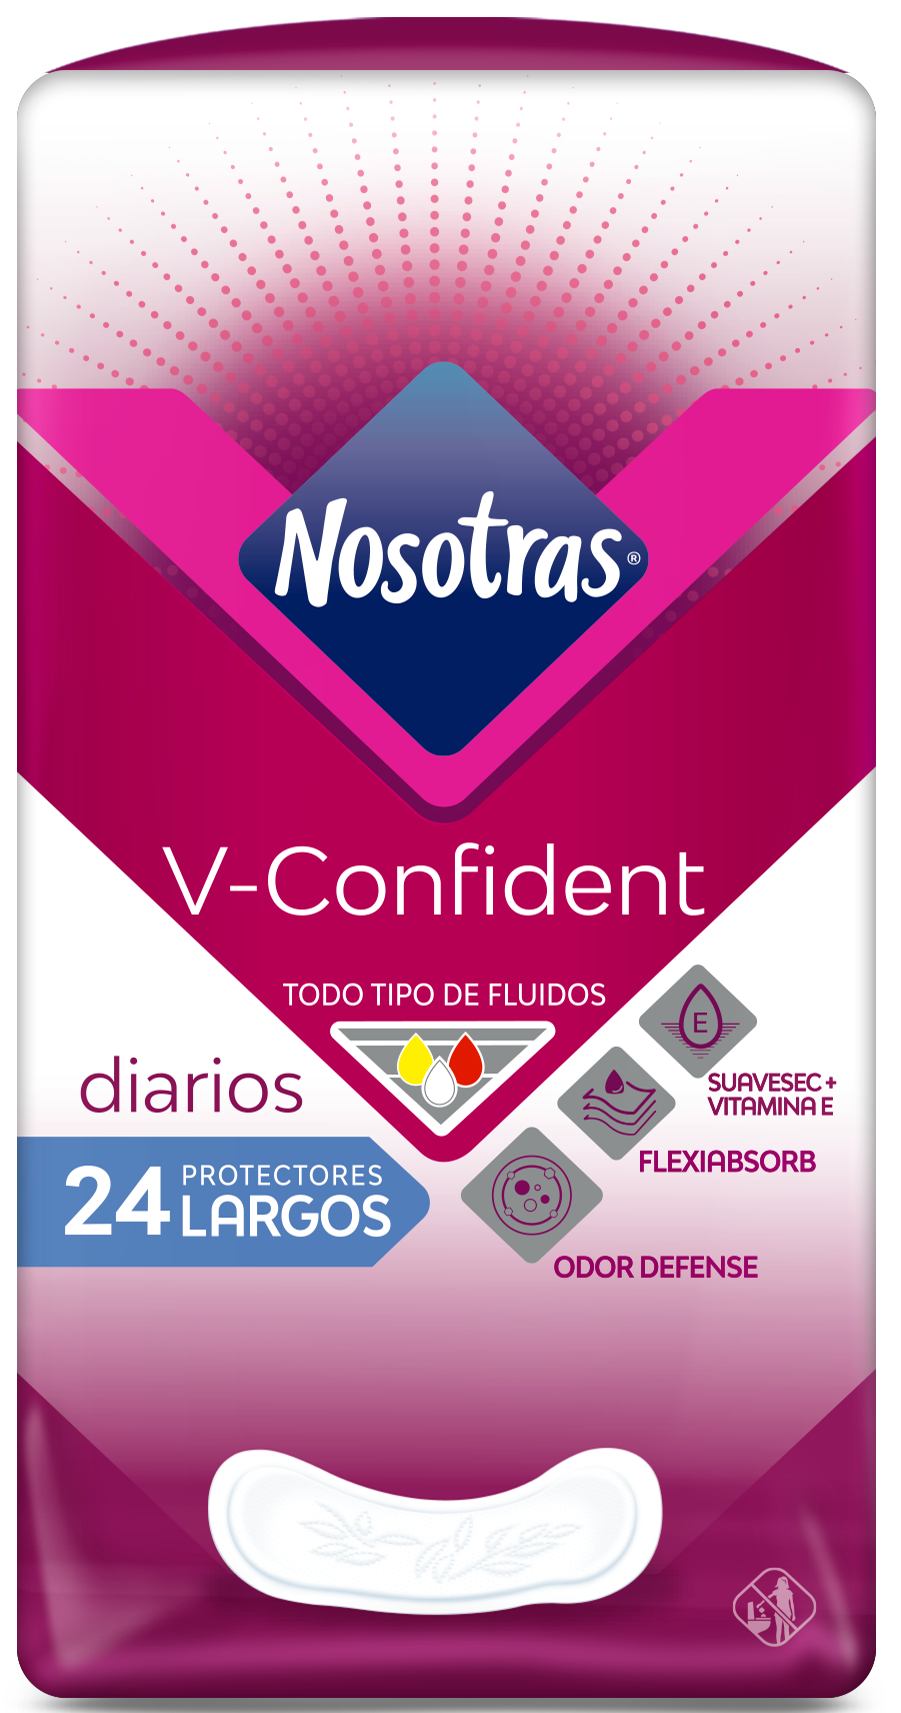 Nosotras®
V-Confident
TODO TIPO DE FLUIDOS
E
diarios
SUAVESEC +
VITAMINA E
FLEXIABSORB
24 PROTECTORES
LARGOS
ODOR DEFENSE